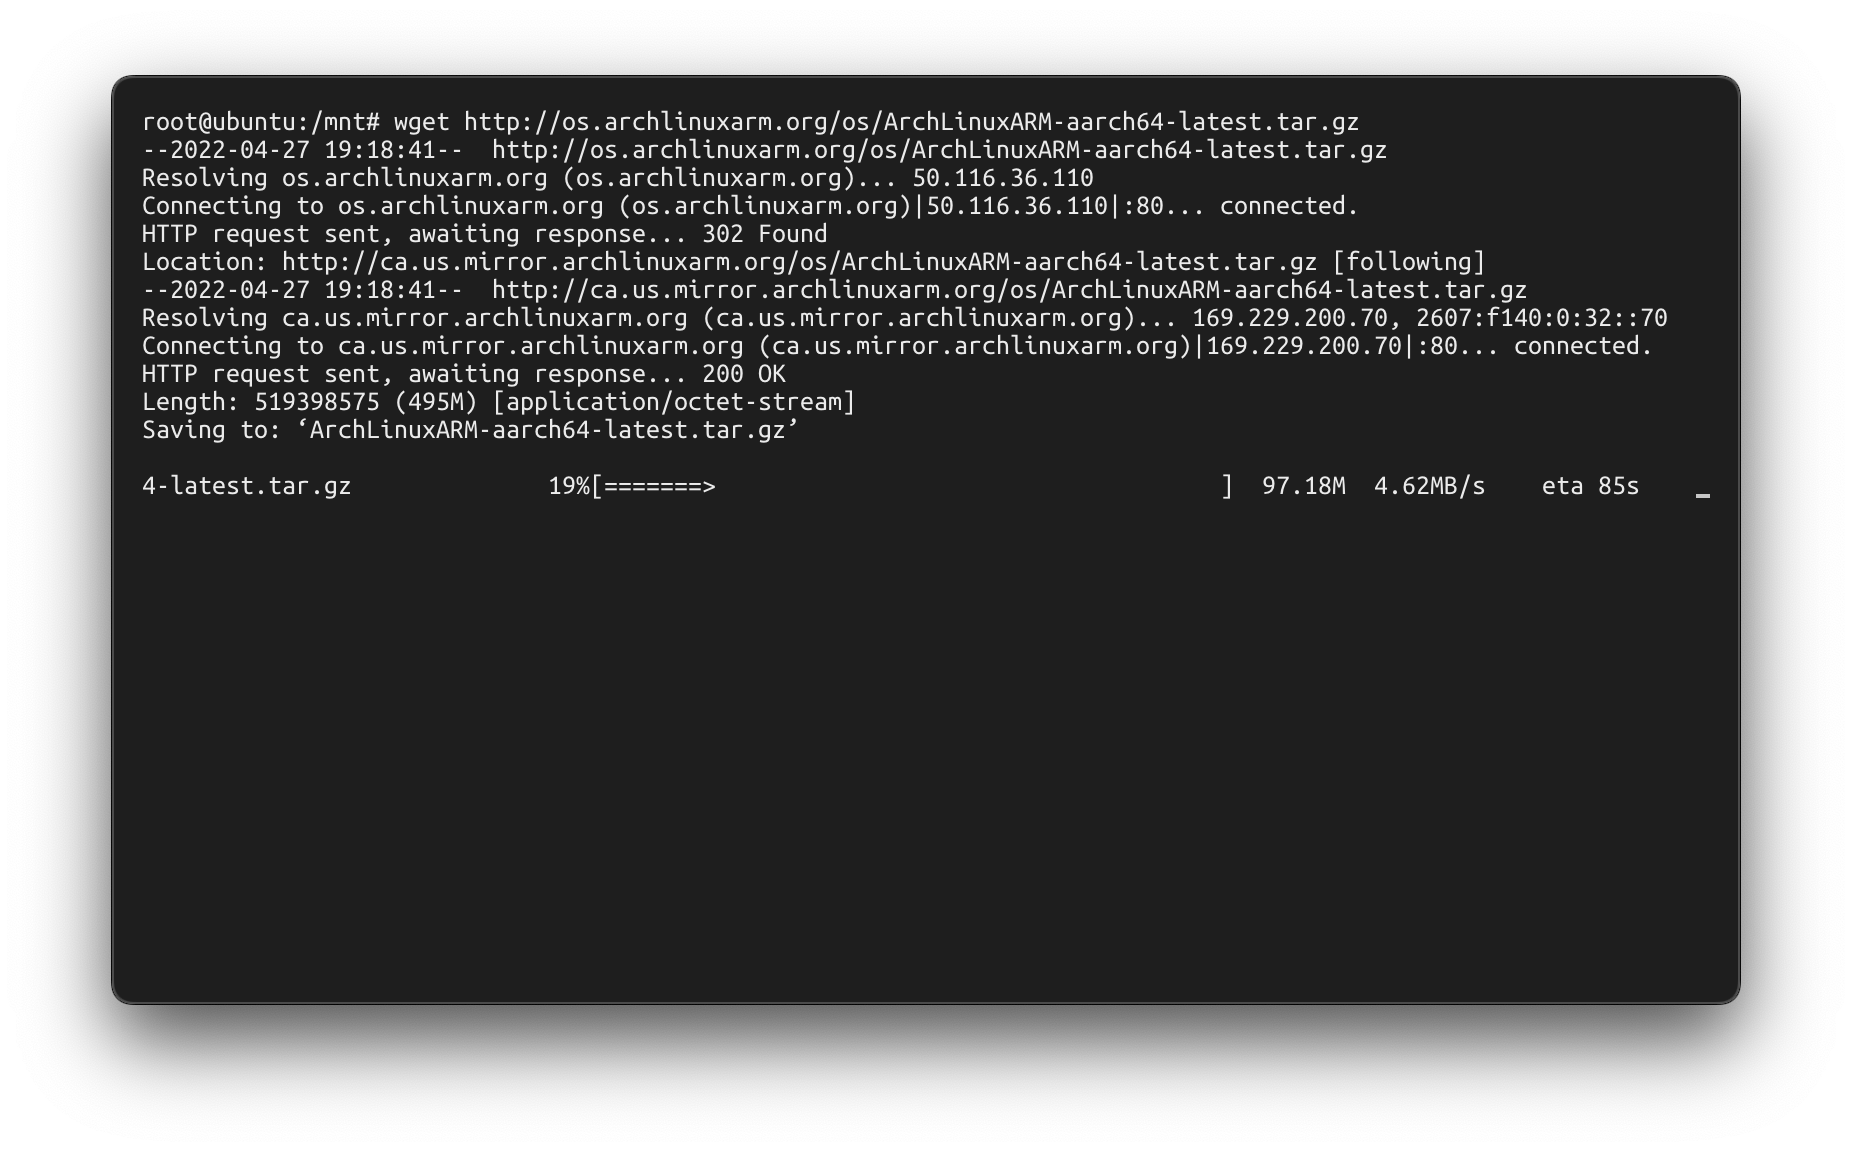 root@ubuntu:/mnt# wget http://os.archlinuxarm.org/os/ArchLinuxARM-aarch64-latest.tar.gz
--2022-04-27 19:18:41--  http://os.archlinuxarm.org/os/ArchLinuxARM-aarch64-latest.tar.gz
Resolving os.archlinuxarm.org (os.archlinuxarm.org)... 50.116.36.110
Connecting to os.archlinuxarm.org (os.archlinuxarm.org)|50.116.36.110|:80... connected.
HTTP request sent, awaiting response... 302 Found
Location: http://ca.us.mirror.archlinuxarm.org/os/ArchLinuxARM-aarch64-latest.tar.gz [following]
--2022-04-27 19:18:41--  http://ca.us.mirror.archlinuxarm.org/os/ArchLinuxARM-aarch64-latest.tar.gz
Resolving ca.us.mirror.archlinuxarm.org (ca.us.mirror.archlinuxarm.org)... 169.229.200.70, 2607:f140:0:32::70
Connecting to ca.us.mirror.archlinuxarm.org (ca.us.mirror.archlinuxarm.org)|169.229.200.70|:80... connected.
HTTP request sent, awaiting response... 200 OK
Length: 519398575 (495M) [application/octet-stream]
Saving to: ‘ArchLinuxARM-aarch64-latest.tar.gz’
4-latest.tar.gz              19%[=======>                                    ]  97.18M  4.62MB/s    eta 85s    _